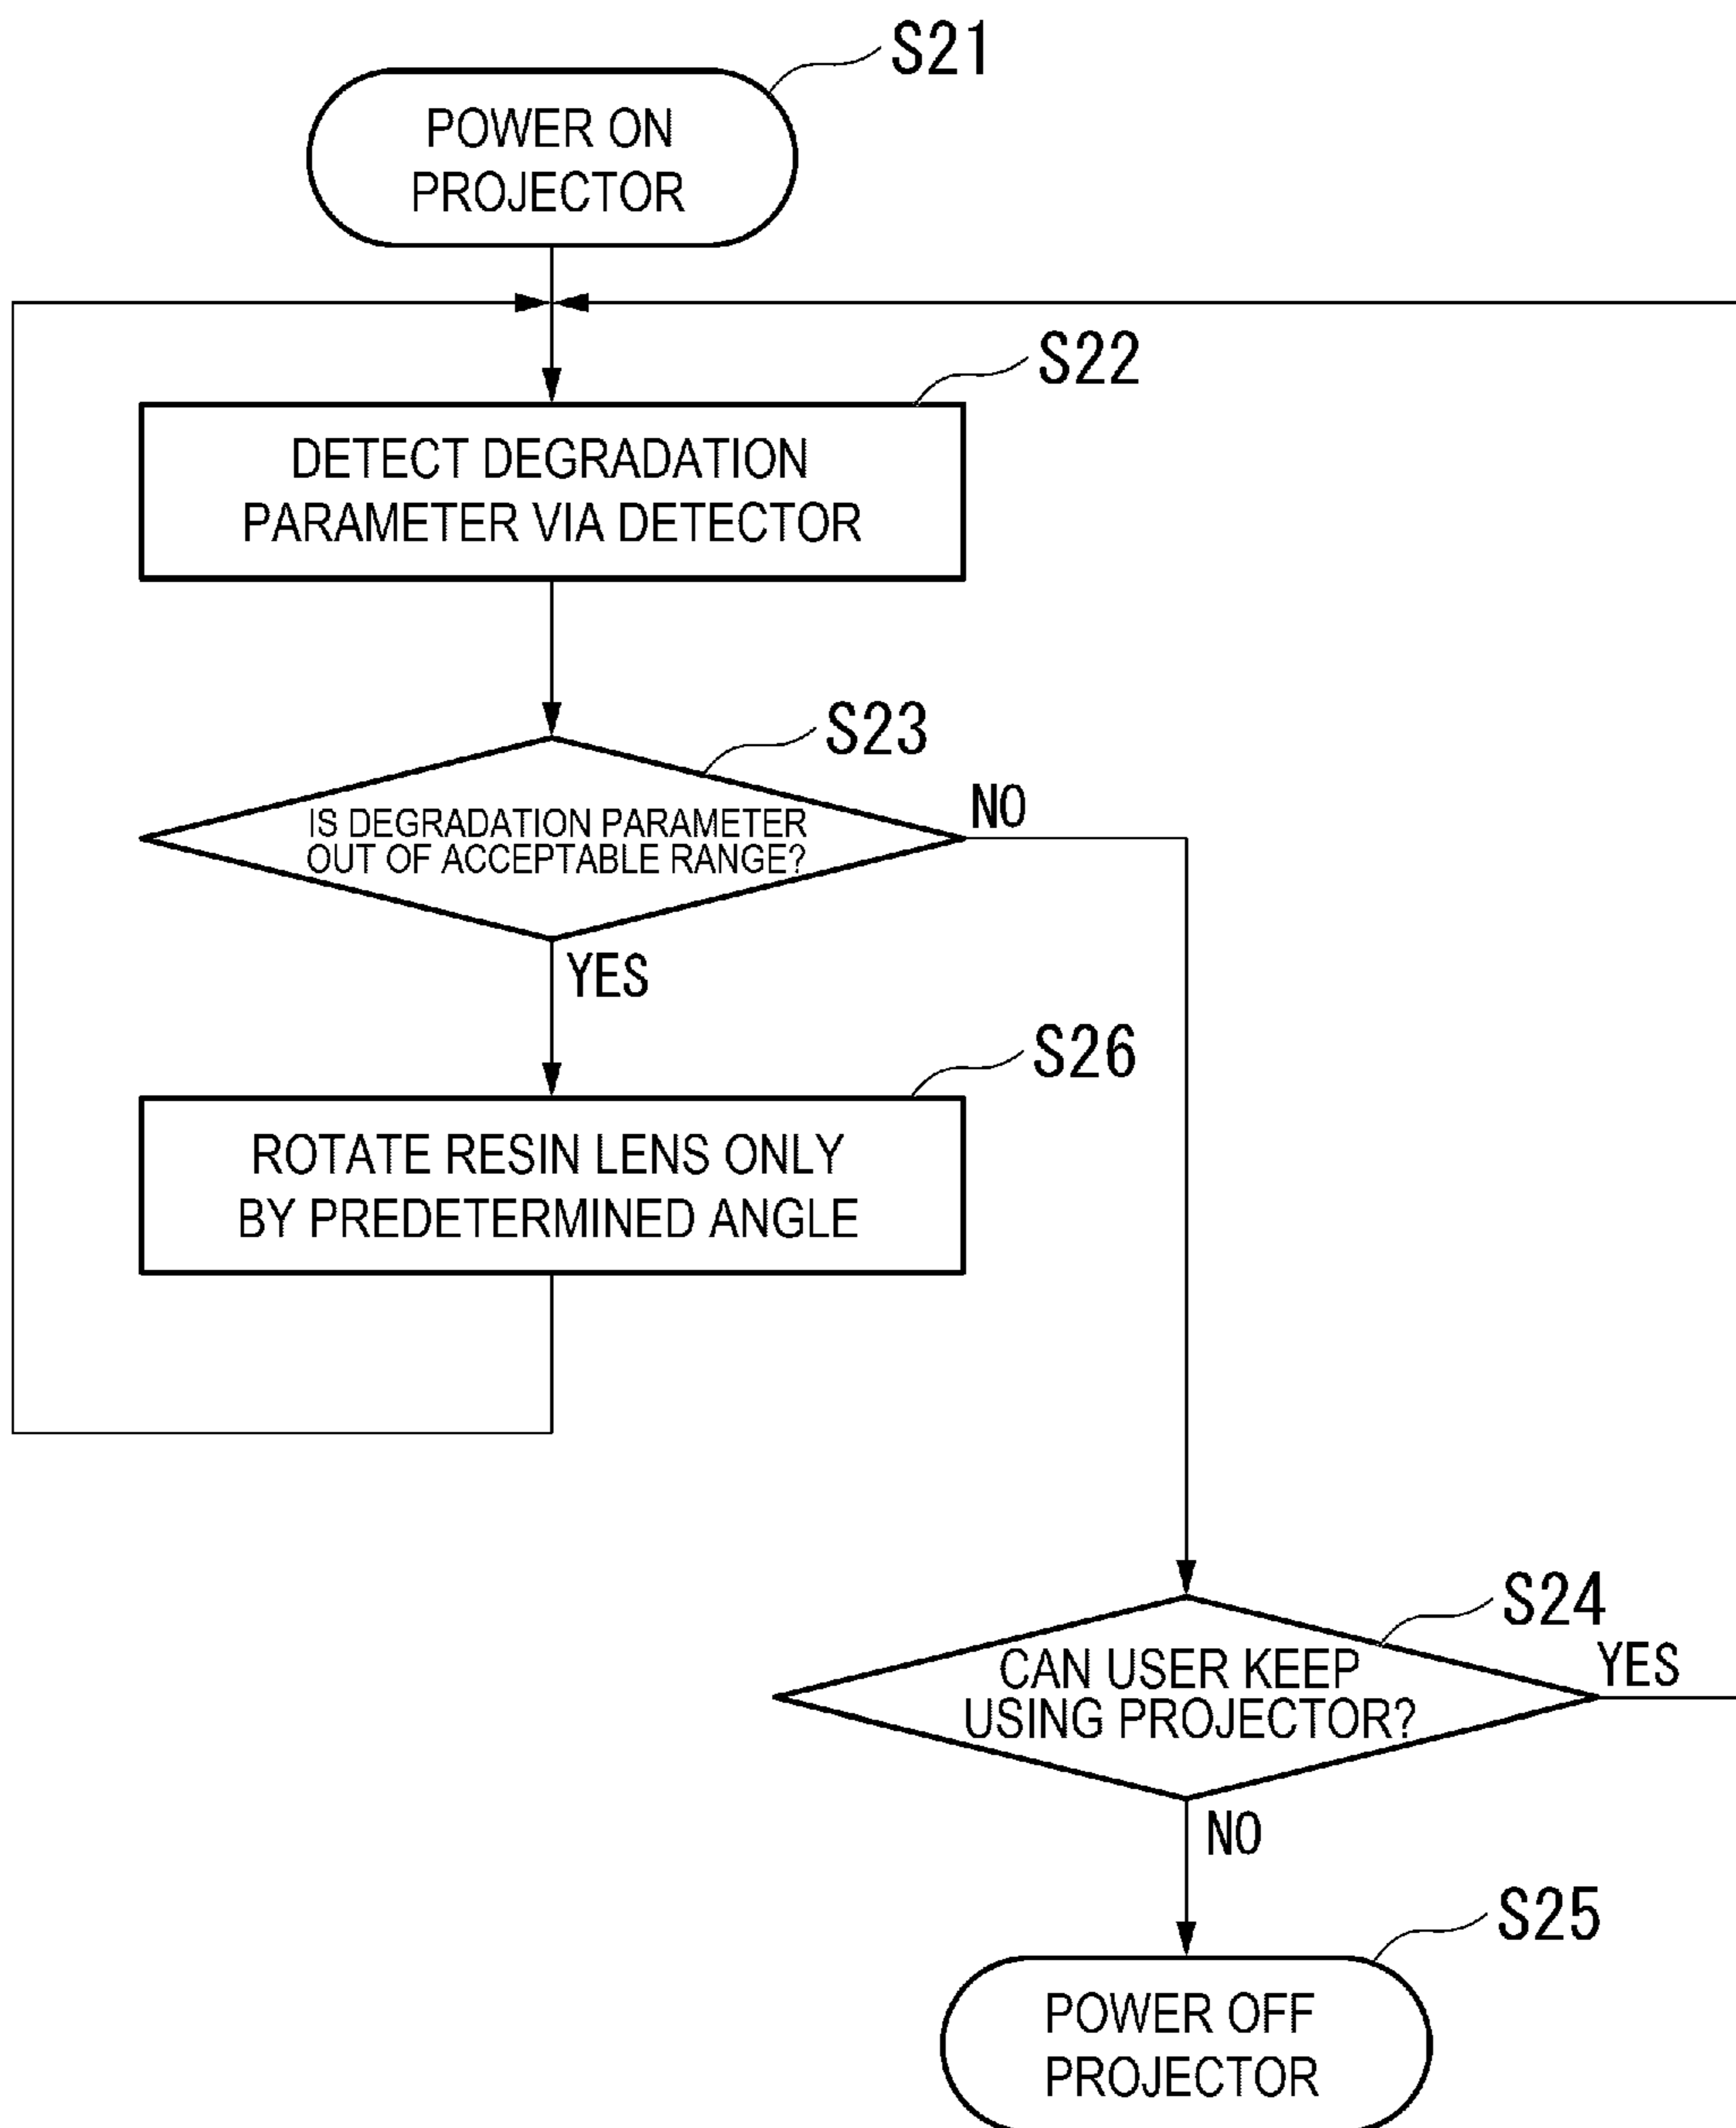 S21
POWER ON
PROJECTOR
S22
DETECT DEGRADATION
PARAMETER VIA DETECTOR
S23
IS DEGRADATION PARAMETER
OUT OF ACCEPTABLE RANGE?
NO
YES
S26
ROTATE RESIN LENS ONLY
BY PREDETERMINED ANGLE
S24
CAN USER KEEP
USING PROJECTOR?
YES
NO
S25
POWER OFF
PROJECTOR